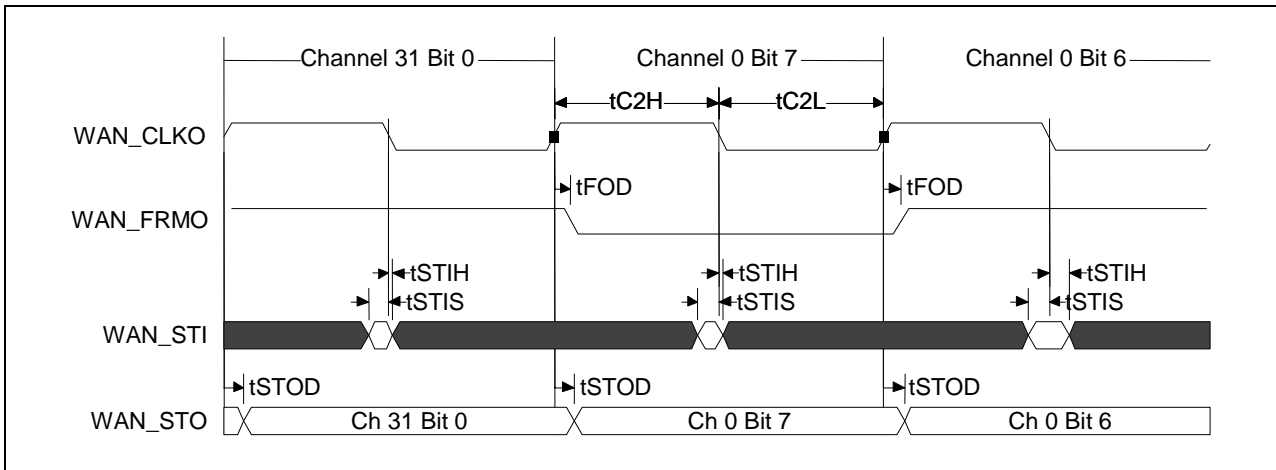 Channel 31 Bit 0 Channel 0 Bit 7 Channel 0 Bit 6
tC2H tC2L
WAN_CLKO
tFOD tFOD
WAN_FRMO
tSTIH tSTIH tSTIH
tSTIS tSTIS tSTIS
WAN_STI
tSTOD tSTOD tSTOD
WAN_STO Ch 31 Bit 0 Ch 0 Bit 7 Ch 0 Bit 6